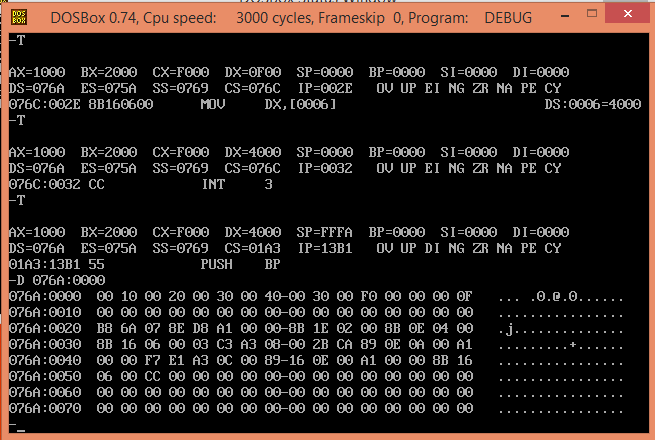 DOSBox 0.74, Cpu speed: 3000 cycles, Frameskip 0, Program: DEBUG
-T
AX=1000 BX=2000 CX=F000 DX=0F00 SP=0000 BP=0000 SI=0000 DI=0000
DS=076A ES=075A SS=0769 CS=076C IP=002E OV UP EI NG ZR NA PE CY
076C:002E 8B160600 MOV DX,[0006] DS:0006=4000
-T
AX=1000 BX=2000 CX=F000 DX=4000 SP=0000 BP=0000 SI=0000 DI=0000
DS=076A ES=075A SS=0769 CS=076C IP=0032 OV UP EI NG ZR NA PE CY
076C:0032 CC INT 3
-T
AX=1000 BX=2000 CX=F000 DX=4000 SP=FFFA BP=0000 SI=0000 DI=0000
DS=076A ES=075A SS=0769 CS=01A3 IP=13B1 OV UP DI NG ZR NA PE CY
01A3:13B1 55 PUSH BP
-D 076A:0000
076A:0000 00 10 00 20 00 30 00 40-00 30 00 F0 00 00 00 0F ... .0.@.0......
076A:0010 00 00 00 00 00 00 00 00-00 00 00 00 00 00 00 00 ................
076A:0020 B8 6A 07 8E D8 A1 00 00-8B 1E 02 00 8B 0E 04 00 .j..............
076A:0030 8B 16 06 00 03 C3 A3 08-00 2B CA 89 0E 0A 00 A1 .........+......
076A:0040 00 00 F7 E1 A3 0C 00 89-16 0E 00 A1 00 00 8B 16 ................
076A:0050 06 00 CC 00 00 00 00 00-00 00 00 00 00 00 00 00 ................
076A:0060 00 00 00 00 00 00 00 00-00 00 00 00 00 00 00 00 ................
076A:0070 00 00 00 00 00 00 00 00-00 00 00 00 00 00 00 00 ................
-_